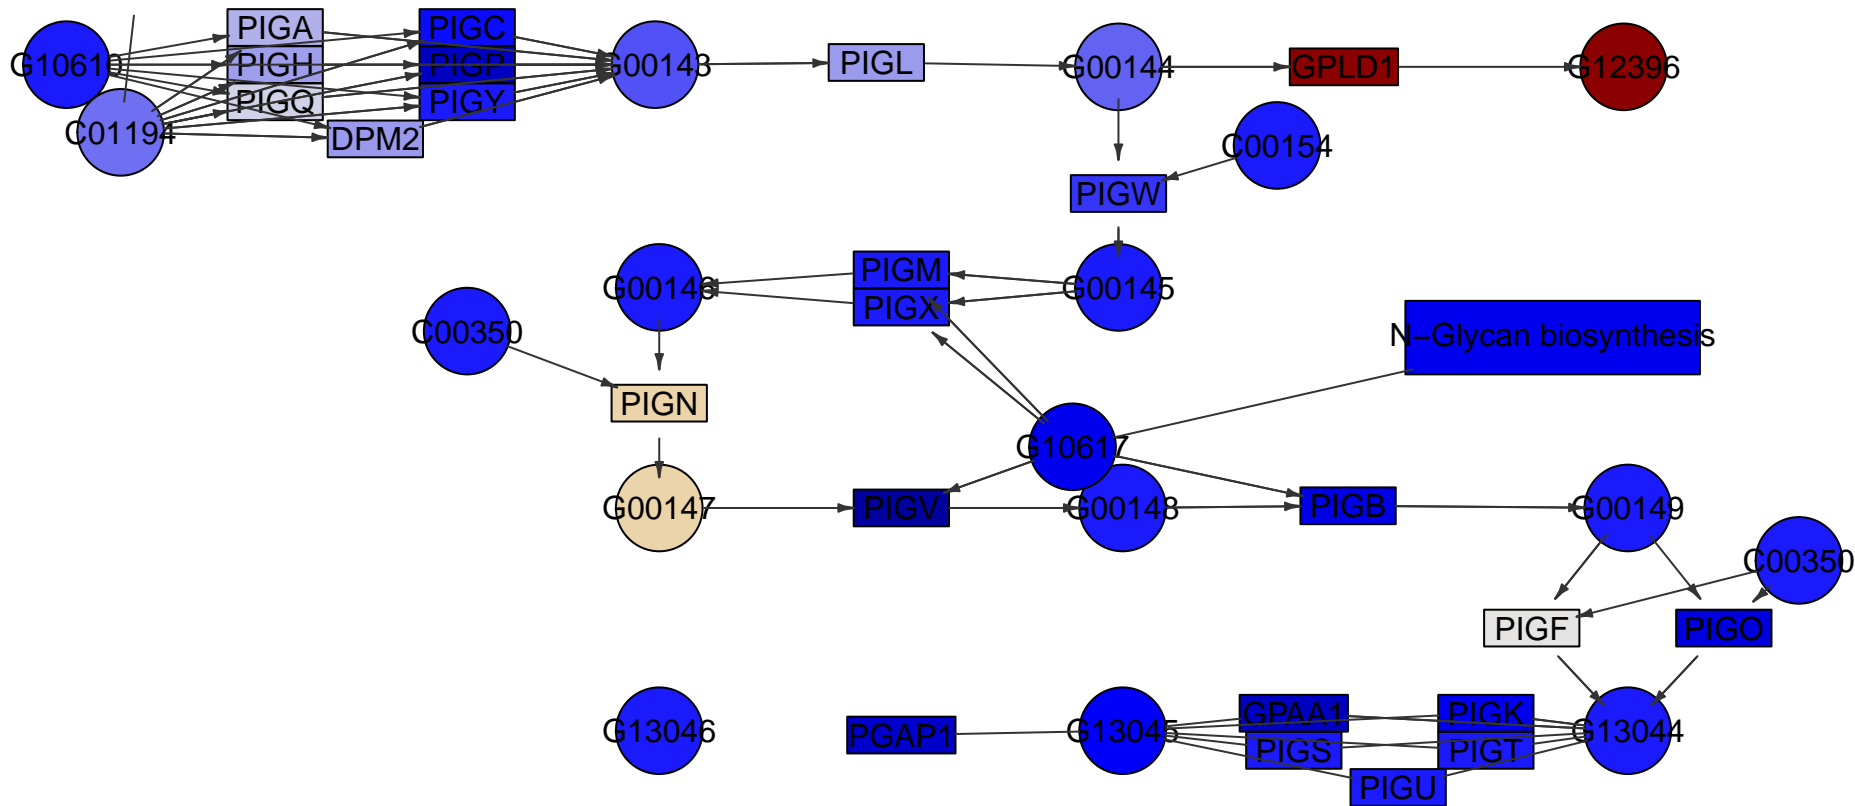 PIGA
PIGC
G10610
PIGH
PIGP
G00143
PIGL
G00144
GPLD1
G12396
PIGQ
PIGY
C01194
DPM2
C00154
PIGW
PIGM
G00146
G00145
PIGX
C00350
N–Glycan biosynthesis
PIGN
G10617
G00147
PIGV
G00148
PIGB
G00149
C00350
PIGF
PIGO
GPAA1
PIGK
G13046
PGAP1
G13045
G13044
PIGS
PIGT
PIGU